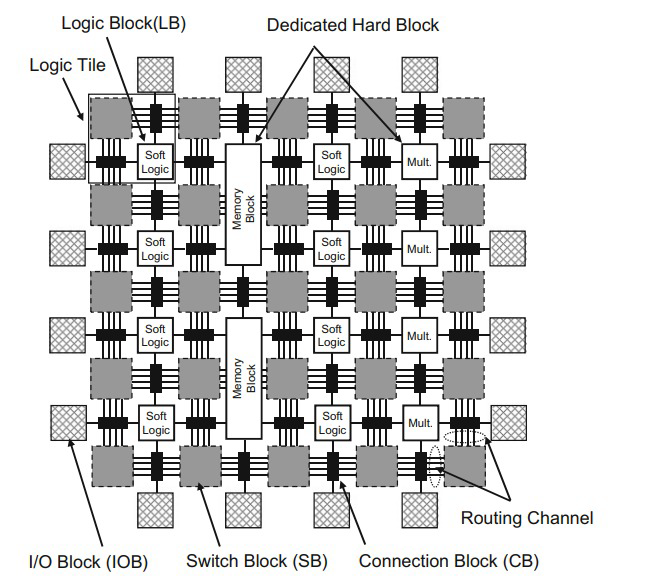 Logic Block(LB)
Dedicated Hard Block
Logic Tile
Soft
Logic
Memory
Block
Soft
Logic
Mult.
Soft
Logic
Soft
Logic
Mult.
Soft
Logic
Memory
Block
Soft
Logic
Mult.
Soft
Logic
Soft
Logic
Mult.
Routing Channel
I/O Block (IOB)
Switch Block (SB)
Connection Block (CB)